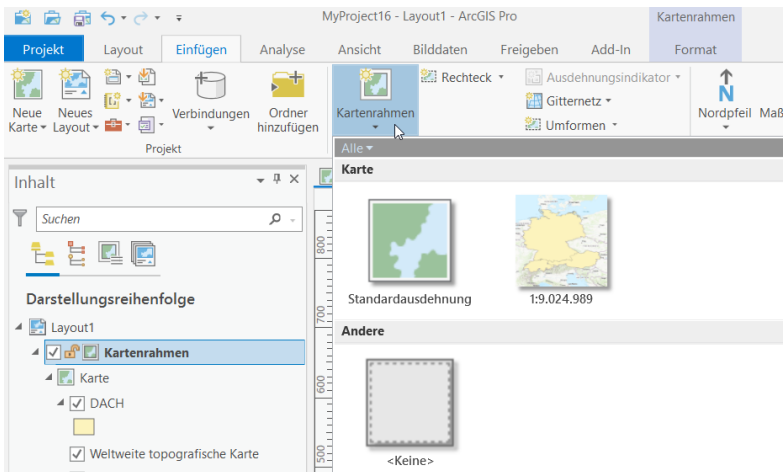 MyProject16 - Layout1 - ArcGIS Pro
Kartenrahmen
Projekt
Layout
Einfügen
Analyse
Ansicht
Bilddaten
Freigeben
Add-In
Format
Neue
Karte
Neues
Layout
Verbindungen
Ordner
hinzufügen
Projekt
Kartenrahmen
Rechteck
Ausdehnungsindikator
Gitternetz
Umformen
N
Nordpfeil
Maß
Alle
Karte
Standardausdehnung
1:9.024.989
Andere
<Keine>
Inhalt
Suchen
Darstellungsreihenfolge
Layout1
Kartenrahmen
Karte
DACH
Weltweite topografische Karte
800
700
600
500